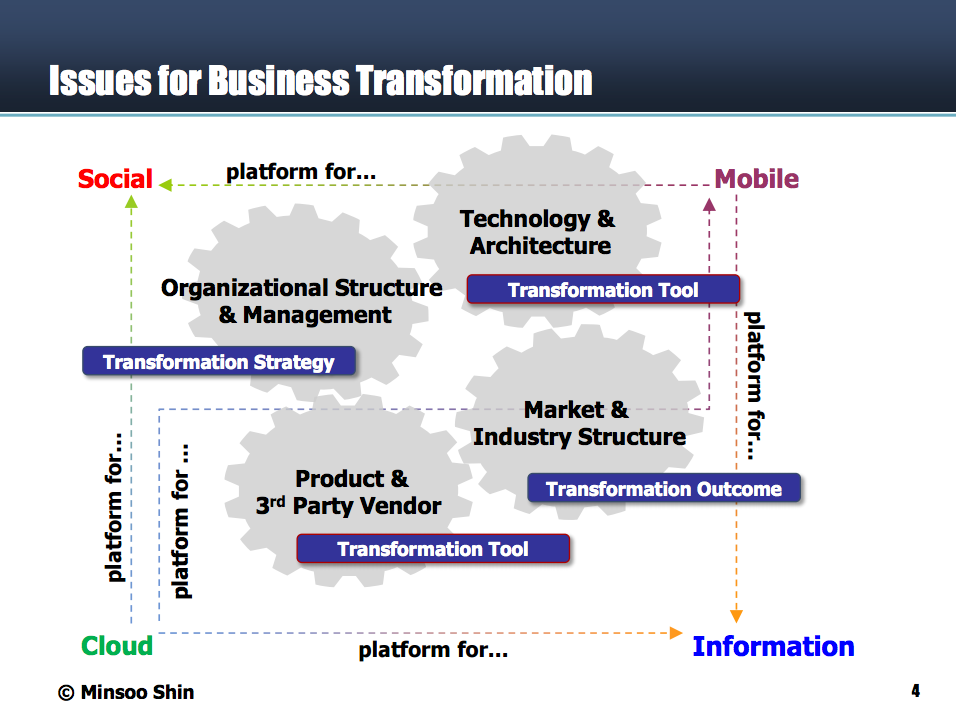 Issues for Business Transformation
Social
platform for...
Mobile
Technology &
Architecture
Transformation Tool
Organizational Structure
& Management
Transformation Strategy
platform for...
Market &
Industry Structure
Transformation Outcome
Product &
3rd Party Vendor
Transformation Tool
platform for...
platform for ...
Cloud
platform for...
Information
© Minsoo Shin
4